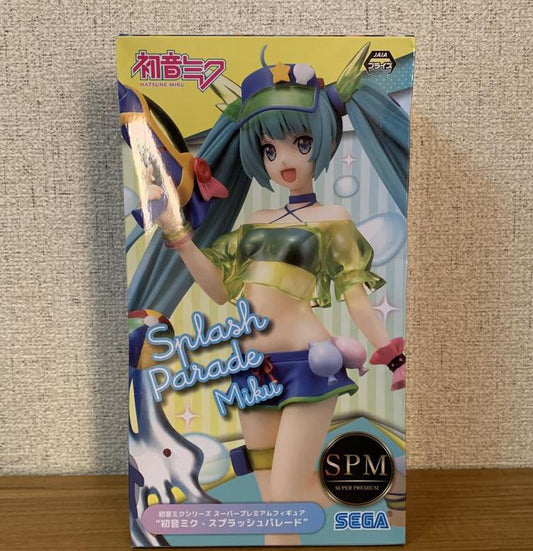 初音ミク
HATSUNE MIKU
JAIA
プライズ
Splash
Parade
Miku
SPM
SUPER PREMIUM
初音ミクシリーズ スーパープレミアムフィギュア
“初音ミク - スプラッシュパレード”
SEGA